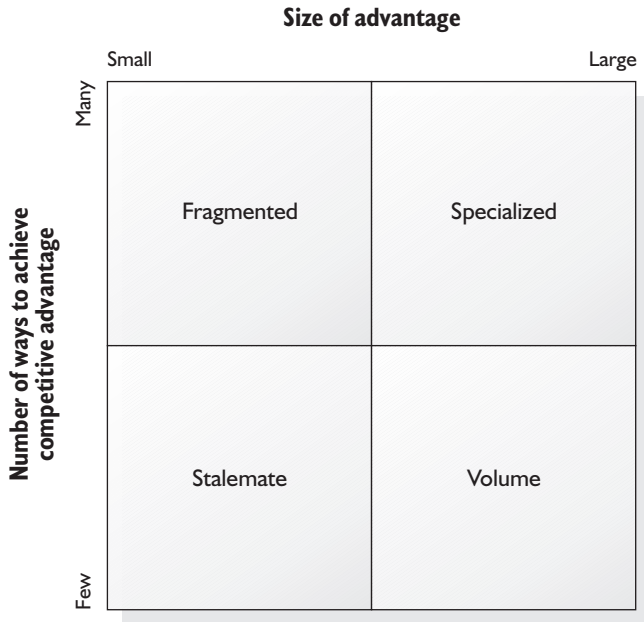 Size of advantage
Small
Large
Many
Fragmented
Specialized
Number of ways to achieve
competitive advantage
Stalemate
Volume
Few